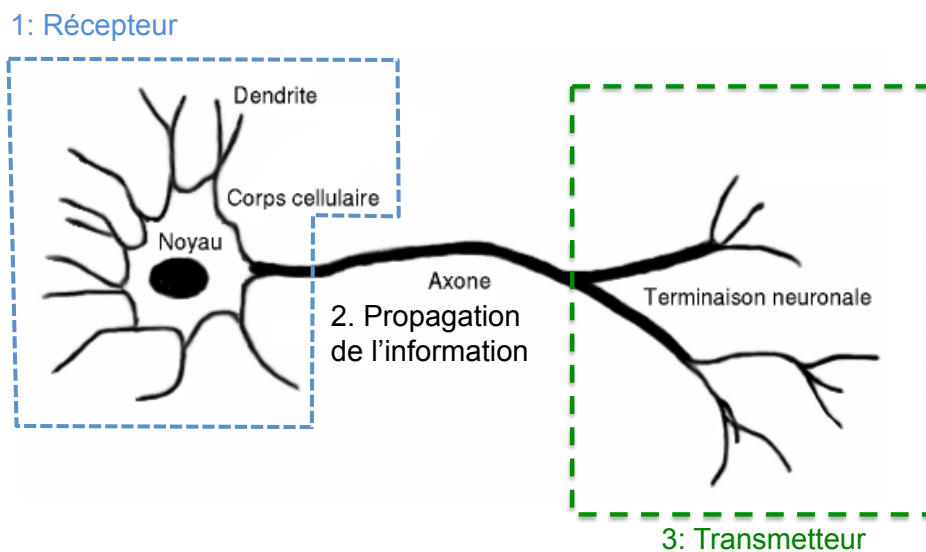 1: Récepteur
Dendrite
Corps cellulaire
Noyau
Axone
2. Propagation
de l'information
Terminaison neuronale
3: Transmetteur